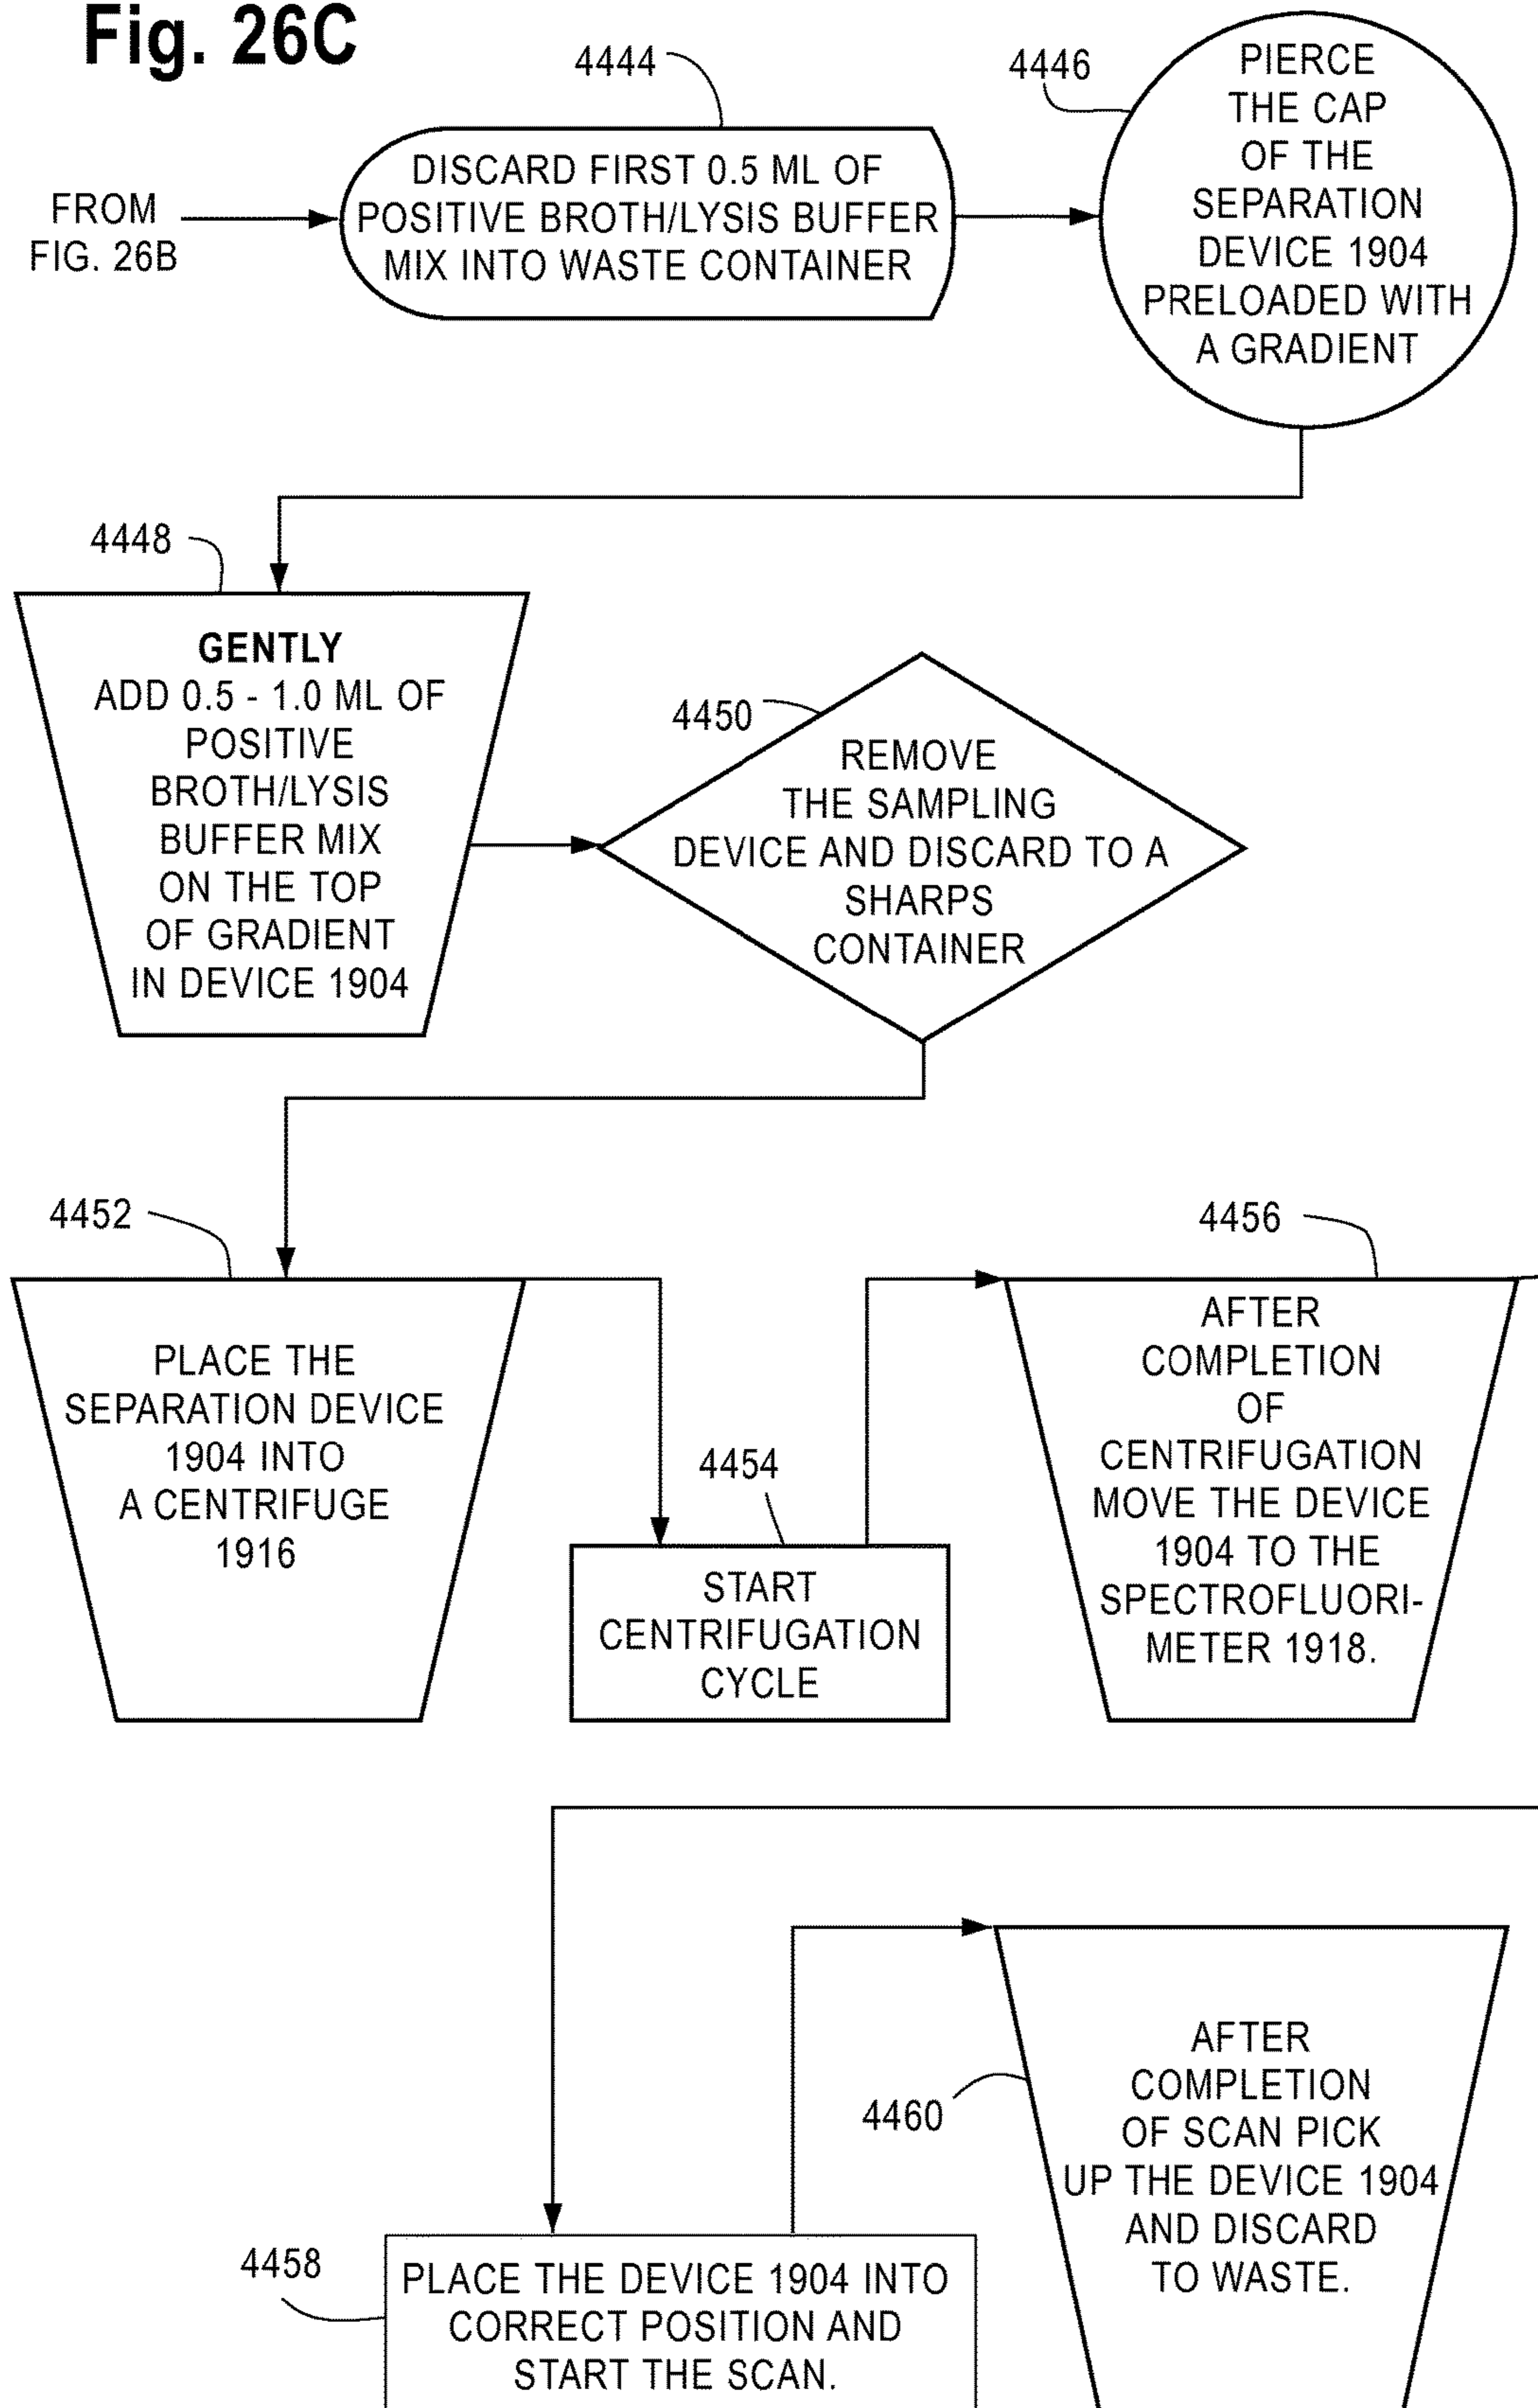 Fig. 26C
4444
4446
FROM
FIG. 26B
DISCARD FIRST 0.5 ML OF
POSITIVE BROTH/LYSIS BUFFER
MIX INTO WASTE CONTAINER
PIERCE
THE CAP
OF THE
SEPARATION
DEVICE 1904
PRELOADED WITH
A GRADIENT
4448
GENTLY
ADD 0.5 - 1.0 ML OF
POSITIVE
BROTH/LYSIS
BUFFER MIX
ON THE TOP
OF GRADIENT
IN DEVICE 1904
4450
REMOVE
THE SAMPLING
DEVICE AND DISCARD TO A
SHARPS
CONTAINER
4452
PLACE THE
SEPARATION DEVICE
1904 INTO
A CENTRIFUGE
1916
4454
START
CENTRIFUGATION
CYCLE
4456
AFTER
COMPLETION
OF
CENTRIFUGATION
MOVE THE DEVICE
1904 TO THE
SPECTROFLUORI-
METER 1918.
4458
PLACE THE DEVICE 1904 INTO
CORRECT POSITION AND
START THE SCAN.
4460
AFTER
COMPLETION
OF SCAN PICK
UP THE DEVICE 1904
AND DISCARD
TO WASTE.